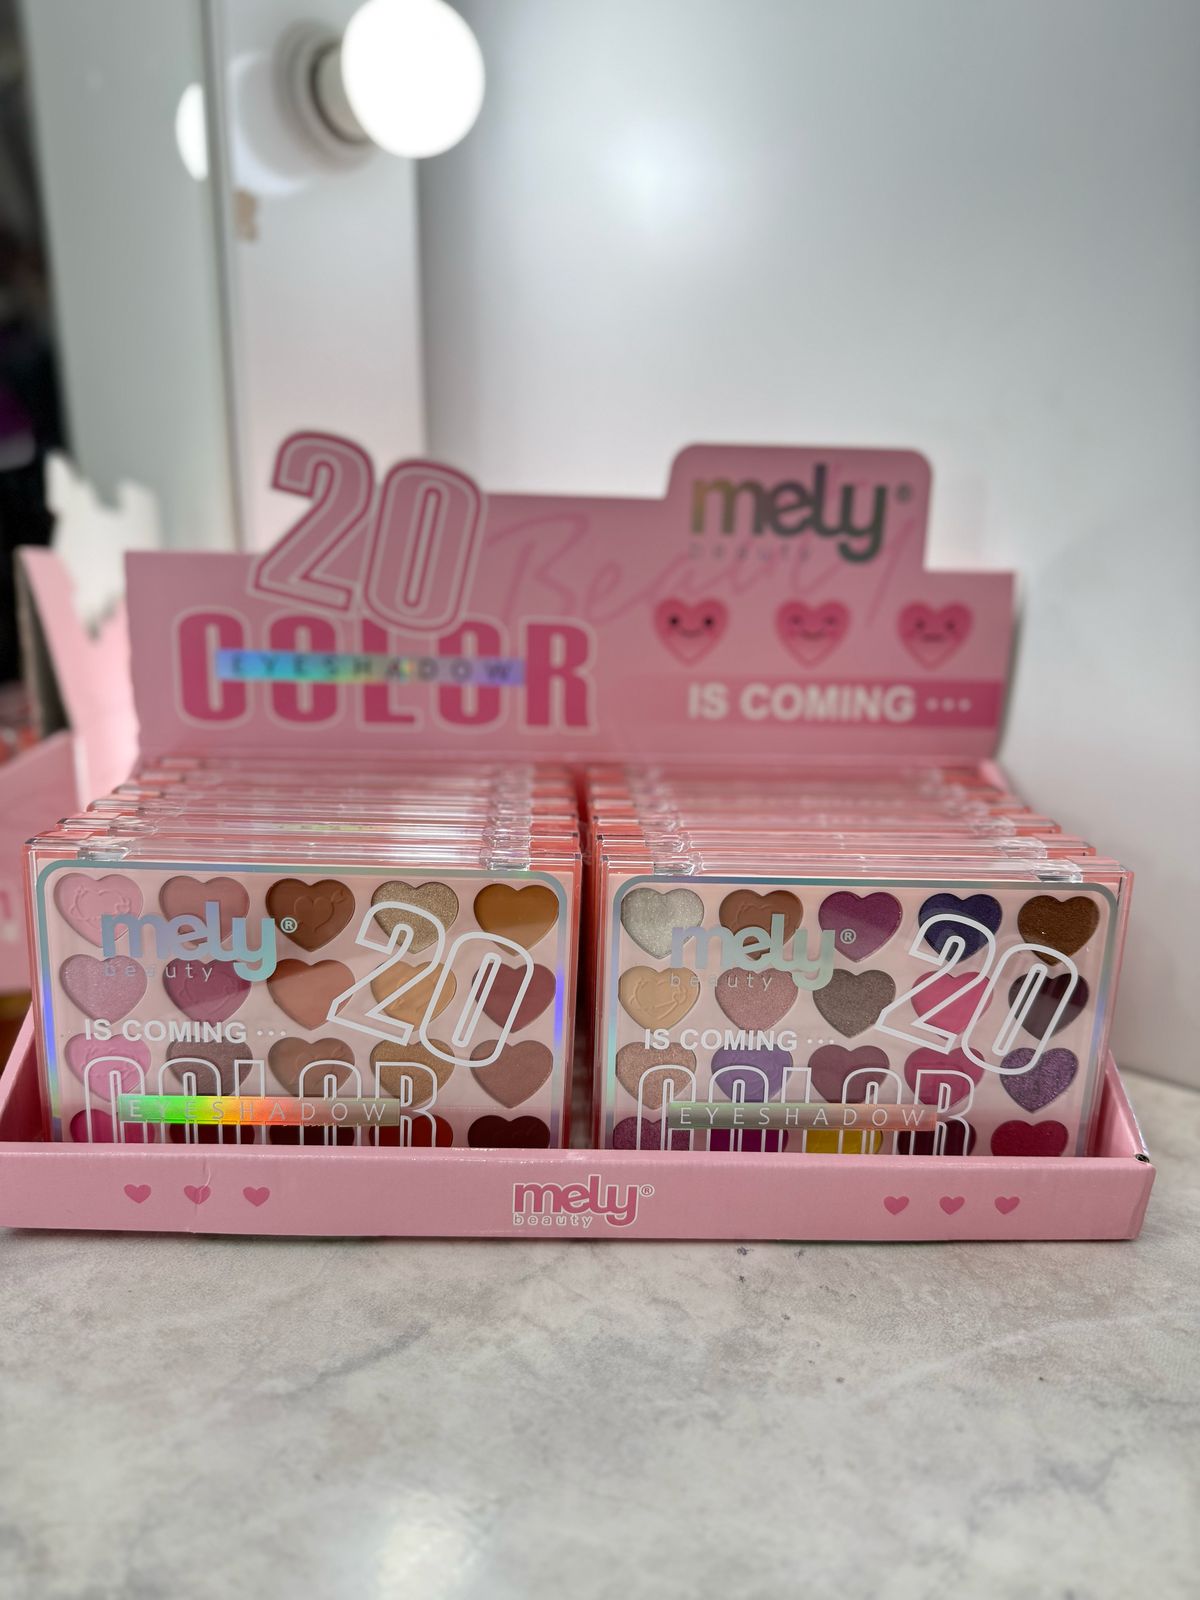 20
COLOR
EYESHADOW
Beauty
mely®
beauty
IS COMING ···
mely®
beauty
20
IS COMING ···
COLOR
EYESHADOW
mely®
beauty
20
IS COMING ···
COLOR
EYESHADOW
mely®
beauty